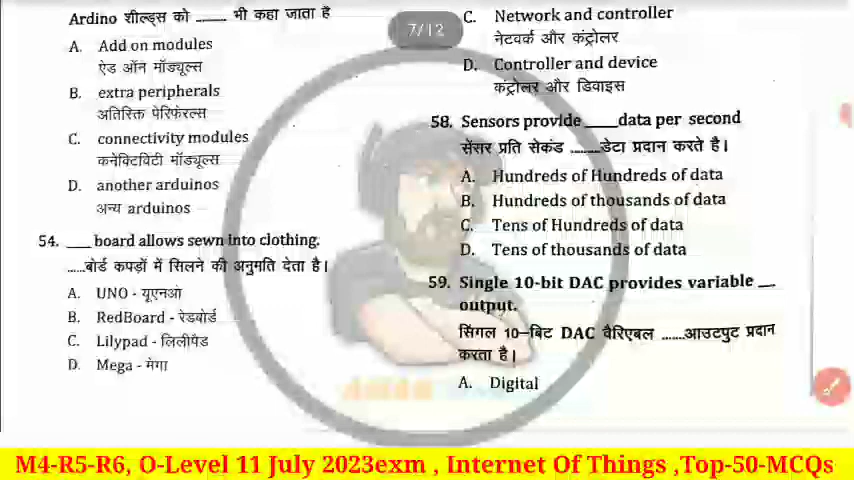 Ardino शील्ड्स को ...... भी कहा जाता है
A. Add on modules
ऐड ऑन मॉड्यूल्स
B. extra peripherals
अतिरिक्त पेरिफेरल्स
C. connectivity modules
कनेक्टिविटी मॉड्यूल्स
D. another arduinos
अन्य arduinos
54. ___ board allows sewn into clothing.
......बोर्ड कपड़ों में सिलने की अनुमति देता है।
A. UNO - यूएनओ
B. RedBoard - रेडबोर्ड
C. Lilypad - लिलीपैड
D. Mega - मेगा
7/12
C. Network and controller
नेटवर्क और कंट्रोलर
D. Controller and device
कंट्रोलर और डिवाइस
58. Sensors provide ____data per second
सेंसर प्रति सेकंड ........डेटा प्रदान करते है।
A. Hundreds of Hundreds of data
B. Hundreds of thousands of data
C. Tens of Hundreds of data
D. Tens of thousands of data
59. Single 10-bit DAC provides variable __
output.
सिंगल 10-बिट DAC वैरिएबल .......आउटपुट प्रदान
करता है।
A. Digital
M4-R5-R6, O-Level 11 July 2023exm , Internet Of Things ,Top-50-MCQs